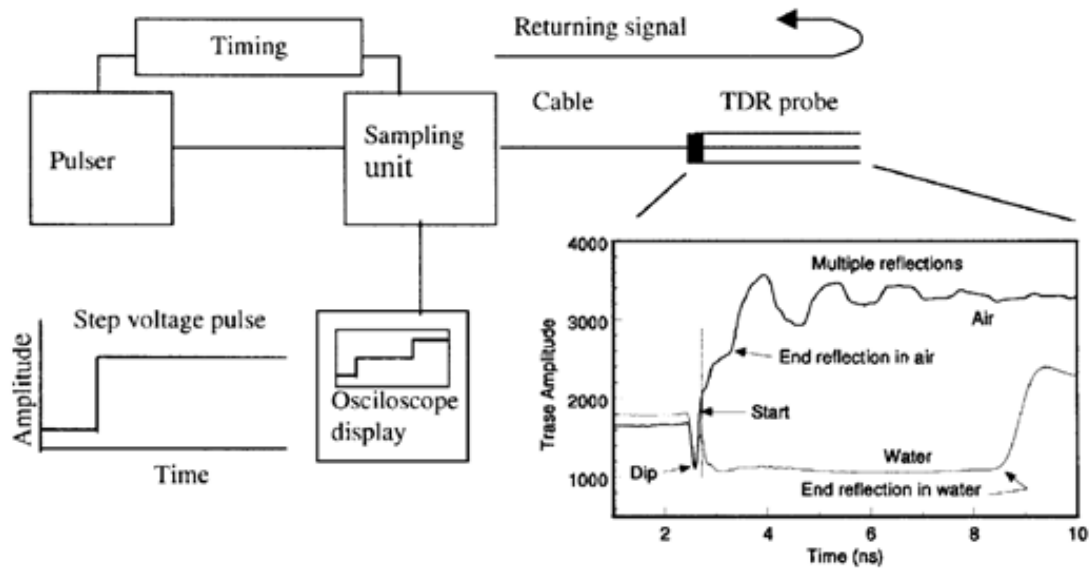 Timing
Returning signal
Pulser
Sampling
unit
Cable
TDR probe
Step voltage pulse
Amplitude
Time
Osciloscope
display
4000
3000
2000
1000
Trase Amplitude
Multiple reflections
Air
End reflection in air
Start
Dip
Water
End reflection in water
2
4
6
8
10
Time (ns)